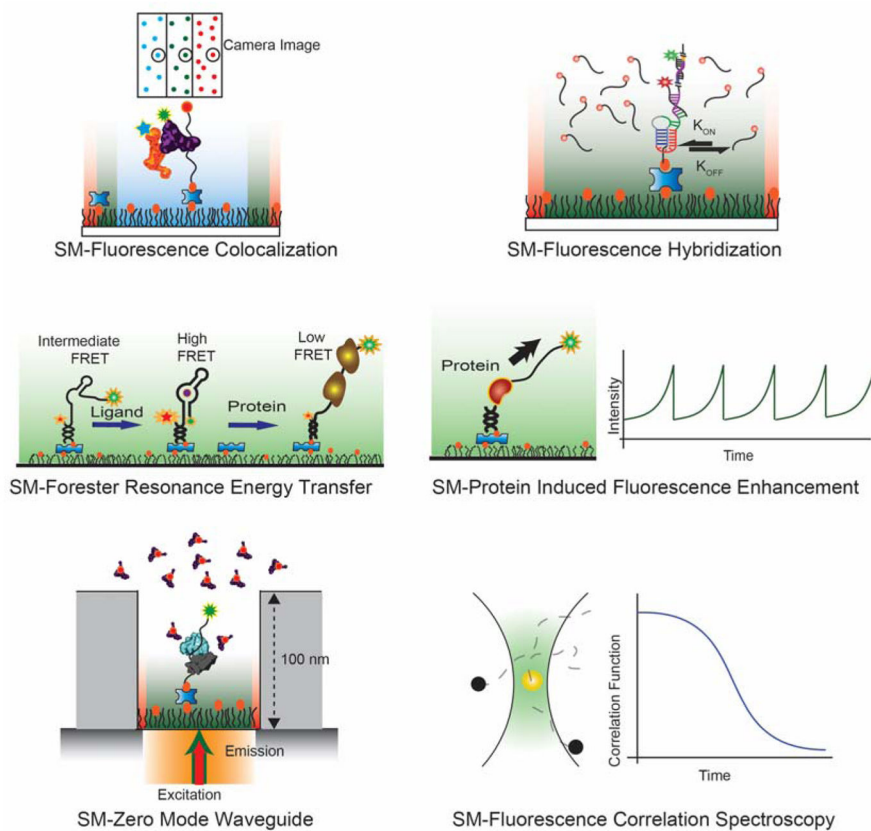 Camera Image
SM-Fluorescence Colocalization
K_ON
K_OFF
SM-Fluorescence Hybridization
Intermediate
FRET
High
FRET
Low
FRET
Ligand
Protein
SM-Forester Resonance Energy Transfer
Protein
Intensity
Time
SM-Protein Induced Fluorescence Enhancement
100 nm
Emission
Excitation
SM-Zero Mode Waveguide
Correlation Function
Time
SM-Fluorescence Correlation Spectroscopy